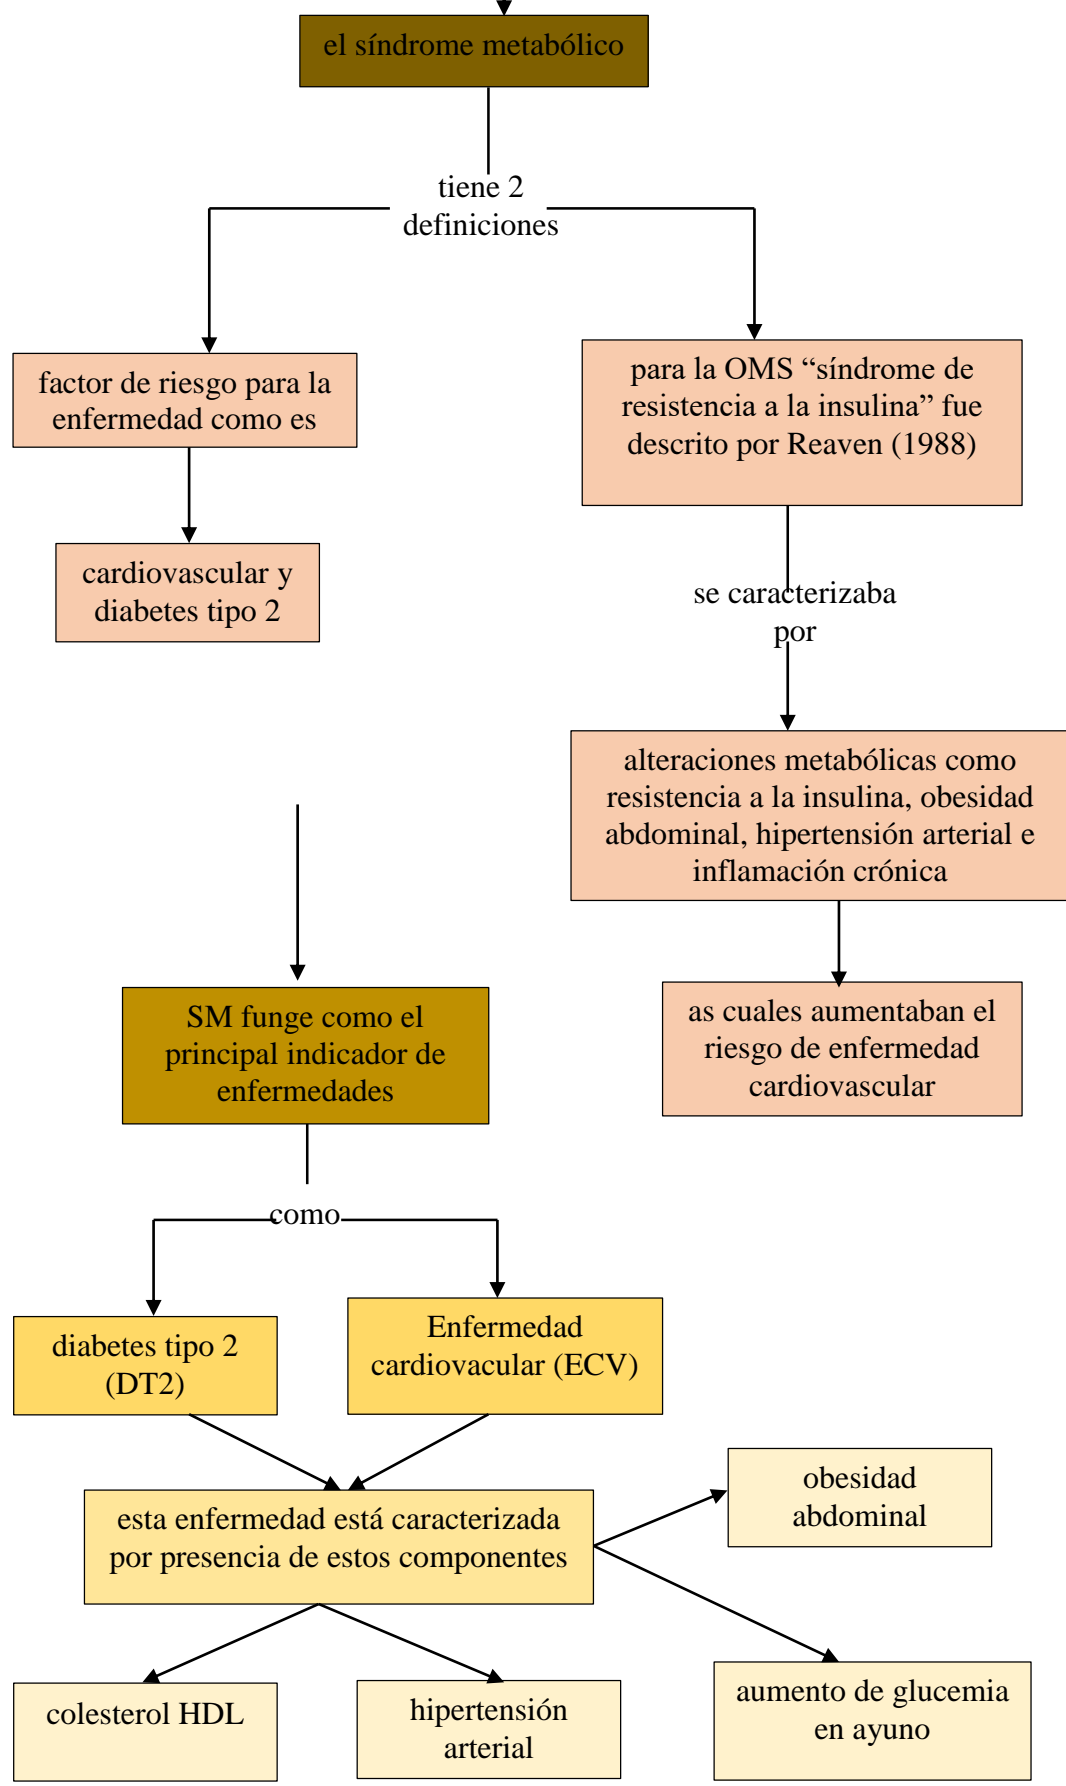 el síndrome metabólico
tiene 2
definiciones
factor de riesgo para la
enfermedad como es
cardiovascular y
diabetes tipo 2
para la OMS “síndrome de
resistencia a la insulina” fue
descrito por Reaven (1988)
se caracterizaba
por
alteraciones metabólicas como
resistencia a la insulina, obesidad
abdominal, hipertensión arterial e
inflamación crónica
as cuales aumentaban el
riesgo de enfermedad
cardiovascular
SM funge como el
principal indicador de
enfermedades
como
diabetes tipo 2
(DT2)
Enfermedad
cardiovacular (ECV)
esta enfermedad está caracterizada
por presencia de estos componentes
obesidad
abdominal
colesterol HDL
hipertensión
arterial
aumento de glucemia
en ayuno